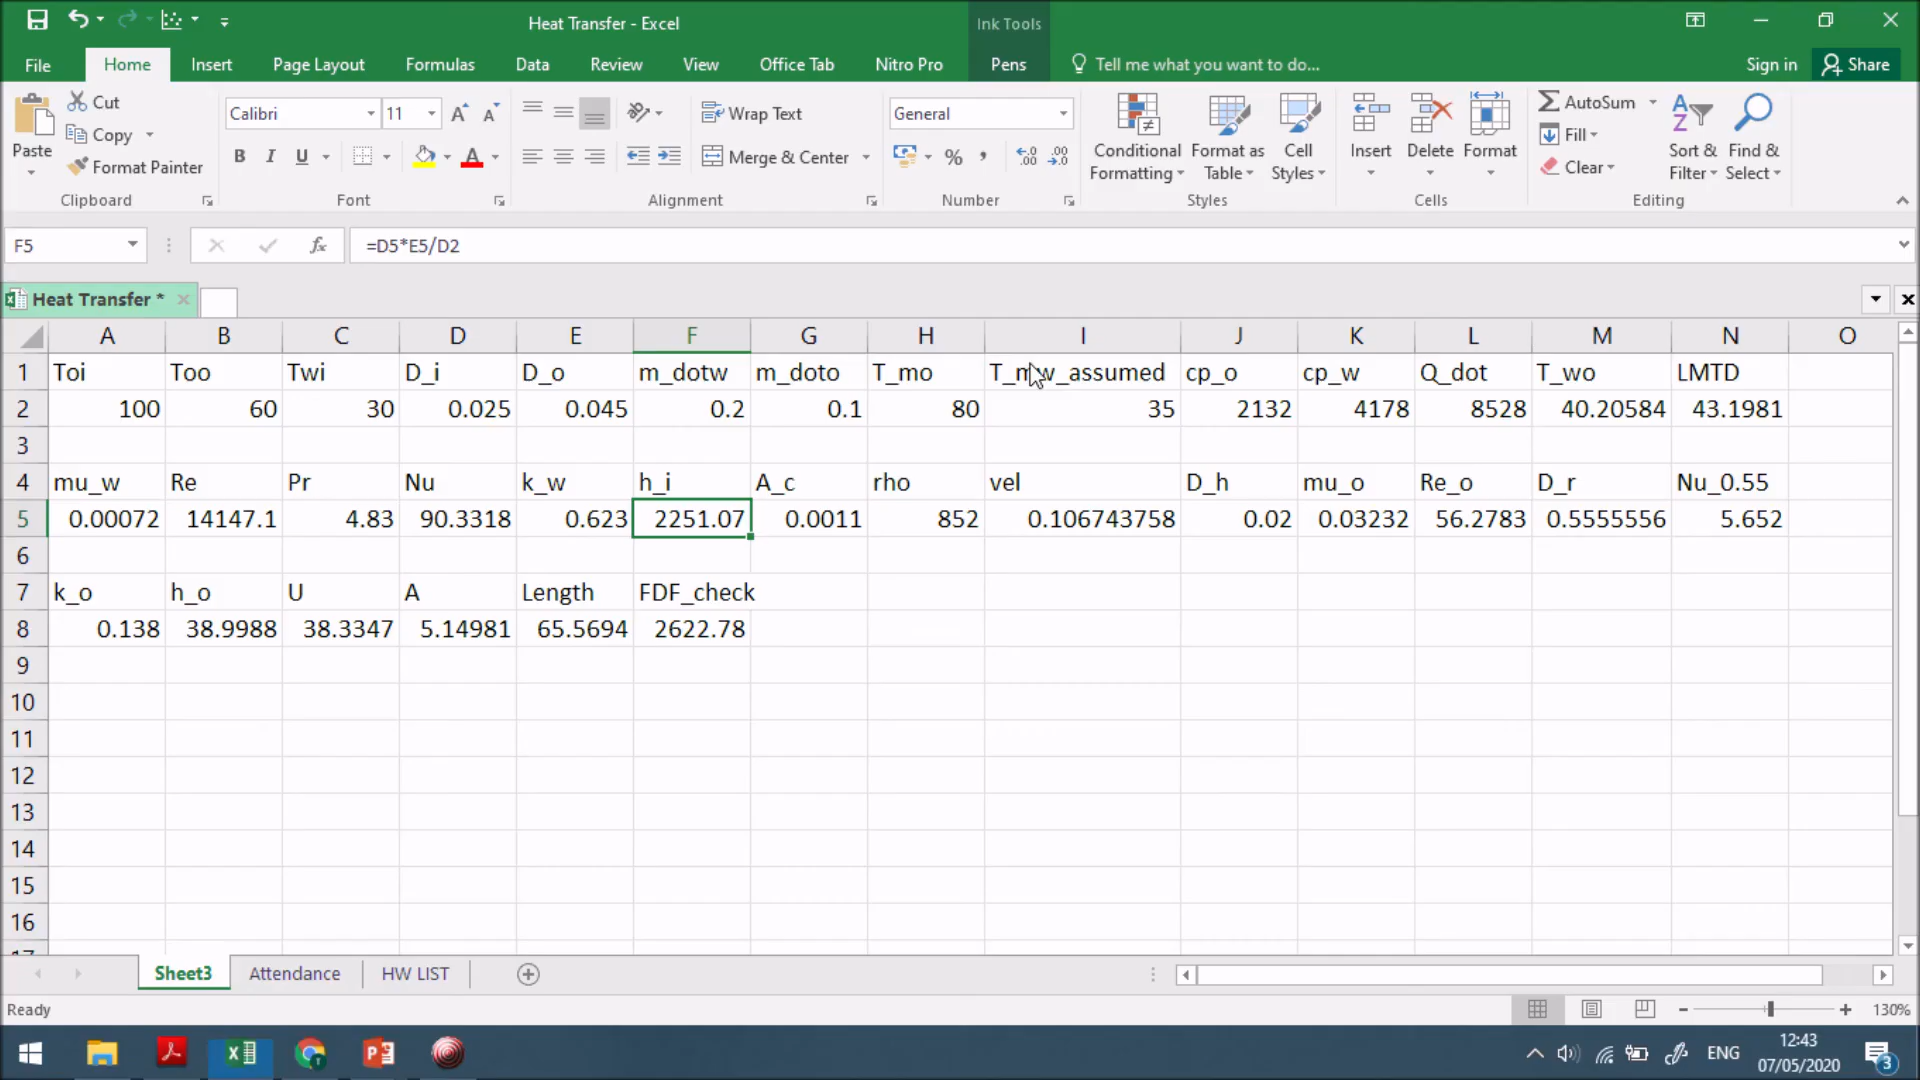 Heat Transfer - Excel
Ink Tools
File Home Insert Page Layout Formulas Data Review View Office Tab Nitro Pro Pens Tell me what you want to do... Sign in Share
Paste
Cut
Copy
Format Painter
Clipboard
Calibri 11
B I U
Font
Wrap Text
Merge & Center
Alignment
General
%
Number
Conditional Formatting
Format as Table
Cell Styles
Styles
Insert Delete Format
Cells
AutoSum
Fill
Clear
Sort & Filter
Find & Select
Editing
F5 fx =D5*E5/D2
Heat Transfer *
A B C D E F G H I J K L M N O
1 Toi Too Twi D_i D_o m_dotw m_doto T_mo T_mw_assumed cp_o cp_w Q_dot T_wo LMTD
2 100 60 30 0.025 0.045 0.2 0.1 80 35 2132 4178 8528 40.20584 43.1981
3
4 mu_w Re Pr Nu k_w h_i A_c rho vel D_h mu_o Re_o D_r Nu_0.55
5 0.00072 14147.1 4.83 90.3318 0.623 2251.07 0.0011 852 0.106743758 0.02 0.03232 56.2783 0.5555556 5.652
6
7 k_o h_o U A Length FDF_check
8 0.138 38.9988 38.3347 5.14981 65.5694 2622.78
9
10
11
12
13
14
15
16
Sheet3 Attendance HW LIST
Ready 130%
ENG 12:43
07/05/2020
3